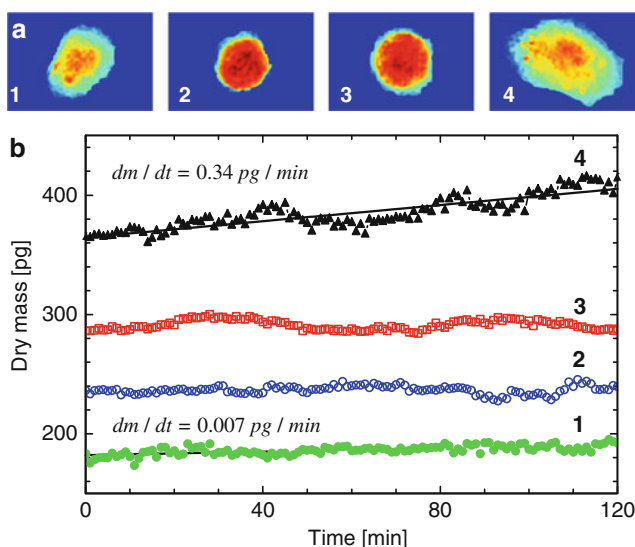 a
1
2
3
4
b
dm / dt = 0.34 pg / min
4
400
3
300
2
dm / dt = 0.007 pg / min
1
200
0
40
80
120
Dry mass [pg]
Time [min]